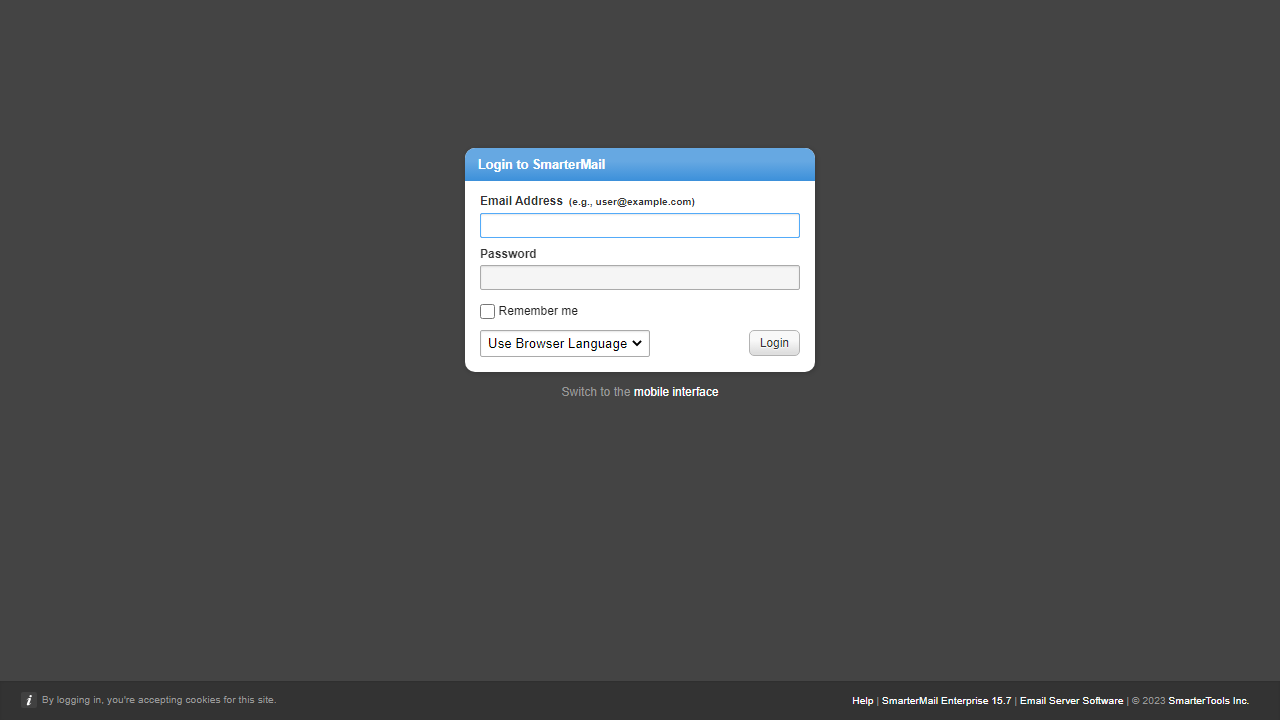 Login to SmarterMail
Email Address (e.g., user@example.com)
Password
Remember me
Use Browser Language
Login
Switch to the mobile interface
i By logging in, you're accepting cookies for this site.
Help | SmarterMail Enterprise 15.7 | Email Server Software | © 2023 SmarterTools Inc.